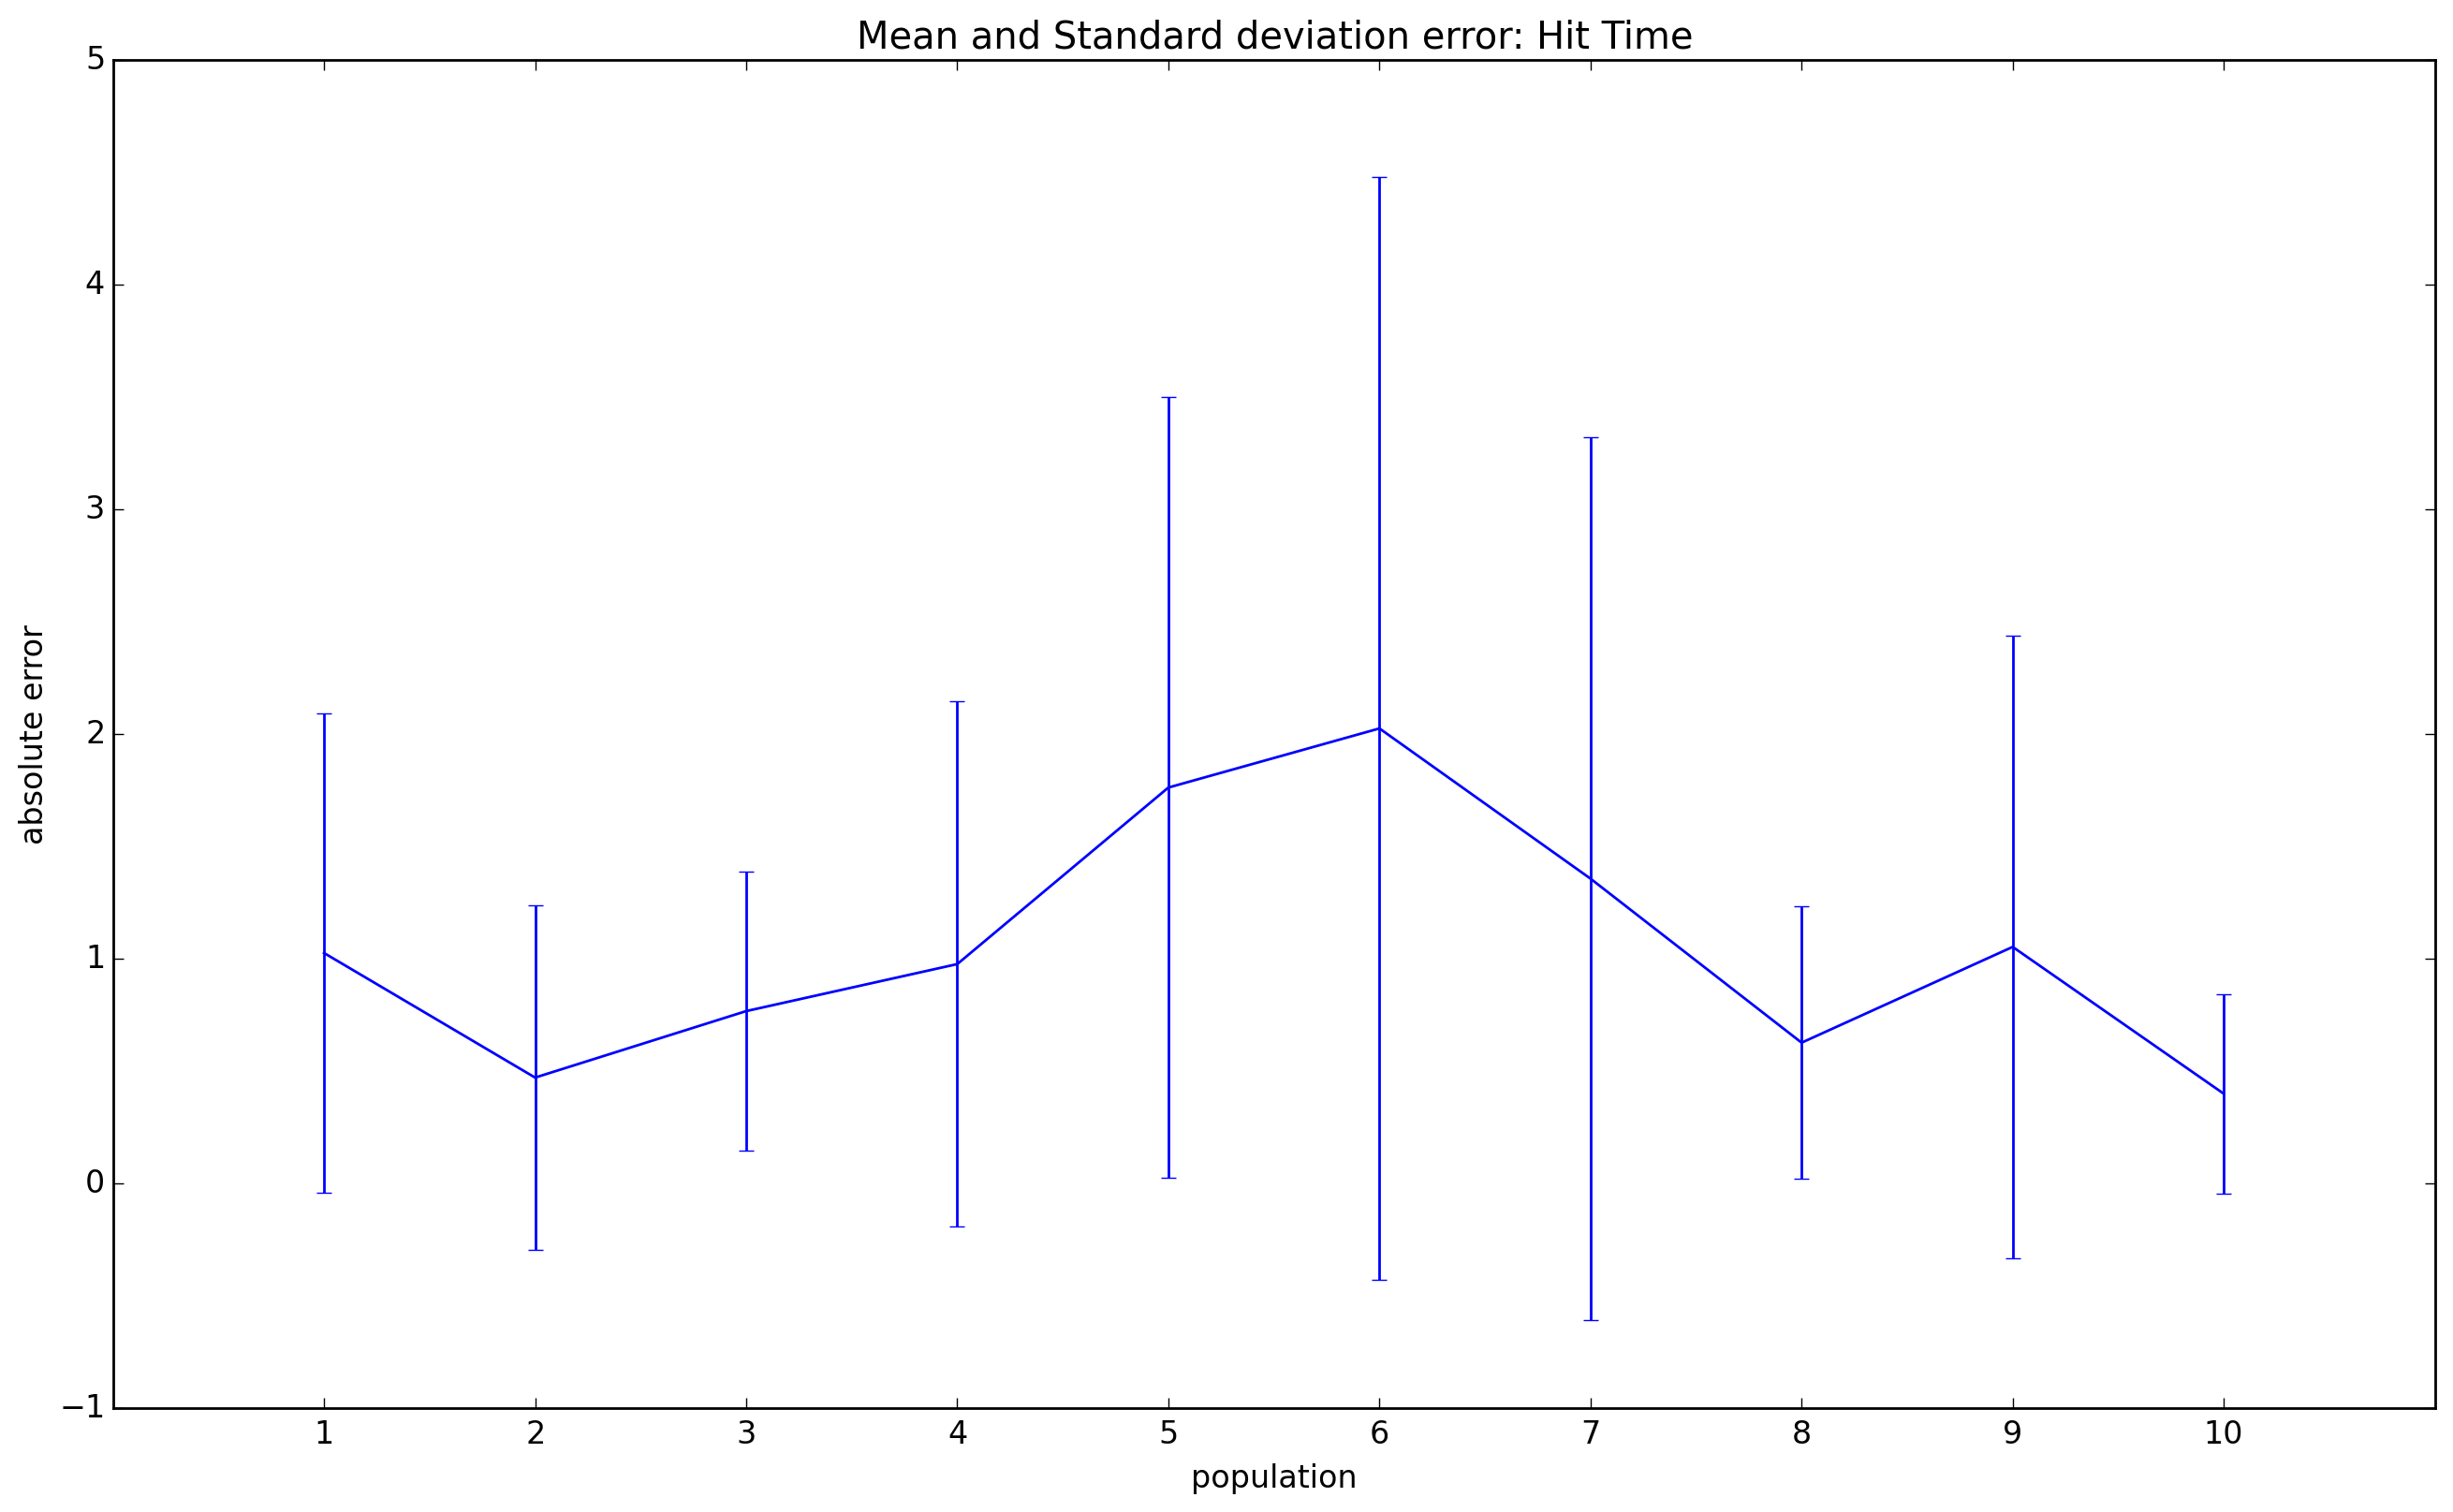 Mean and Standard deviation error: Hit Time
5
4
3
2
1
0
−1
absolute error
1 2 3 4 5 6 7 8 9 10
population